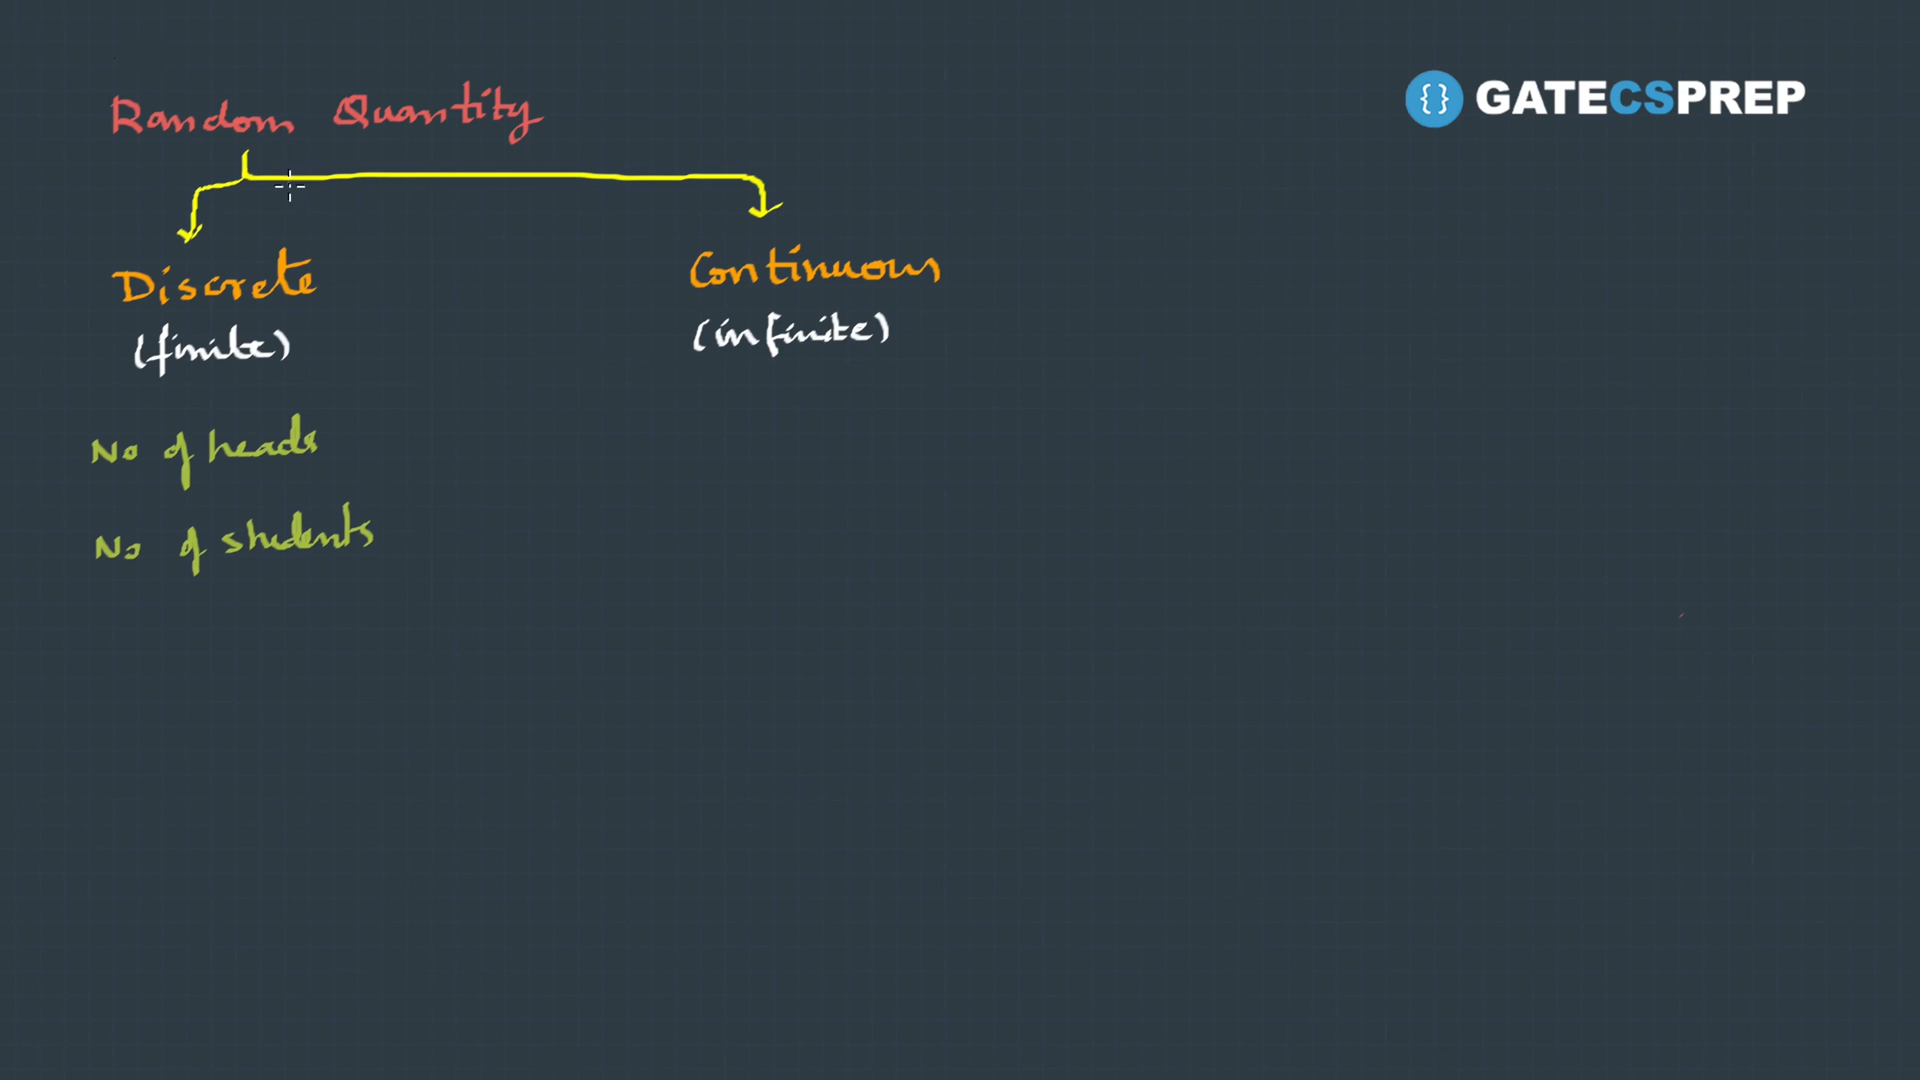 Random Quantity
GATECSPREP
Discrete
(finite)
Continuous
(infinite)
No of heads
No of students